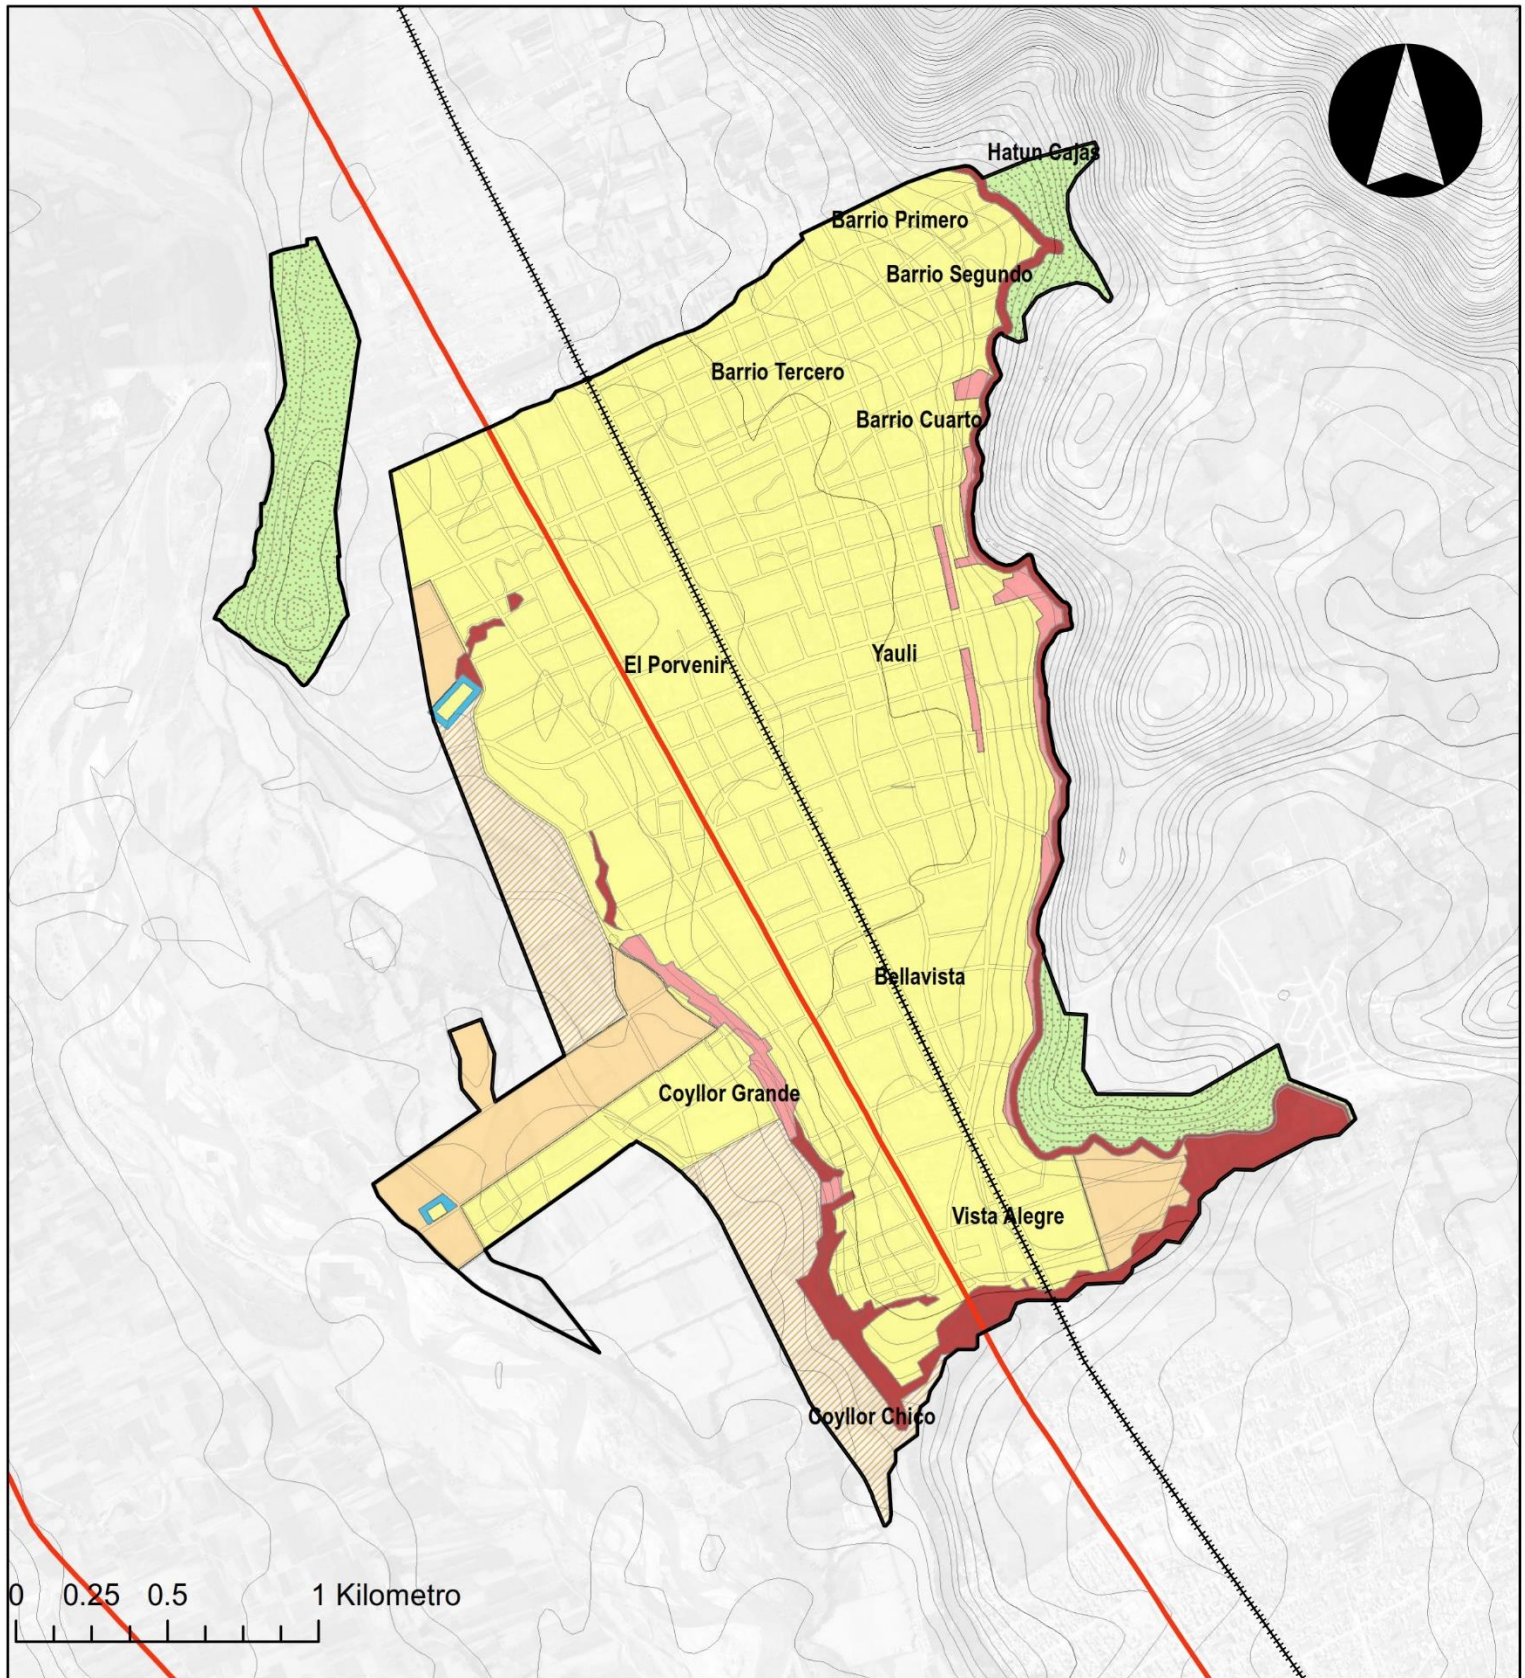 Hatun Cajas
Barrio Primero
Barrio Segundo
Barrio Tercero
Barrio Cuarto
Yauli
El Porvenir
Bellavista
Coyllor Grande
Vista Alegre
Coyllor Chico
0 0.25 0.5 1 Kilometro